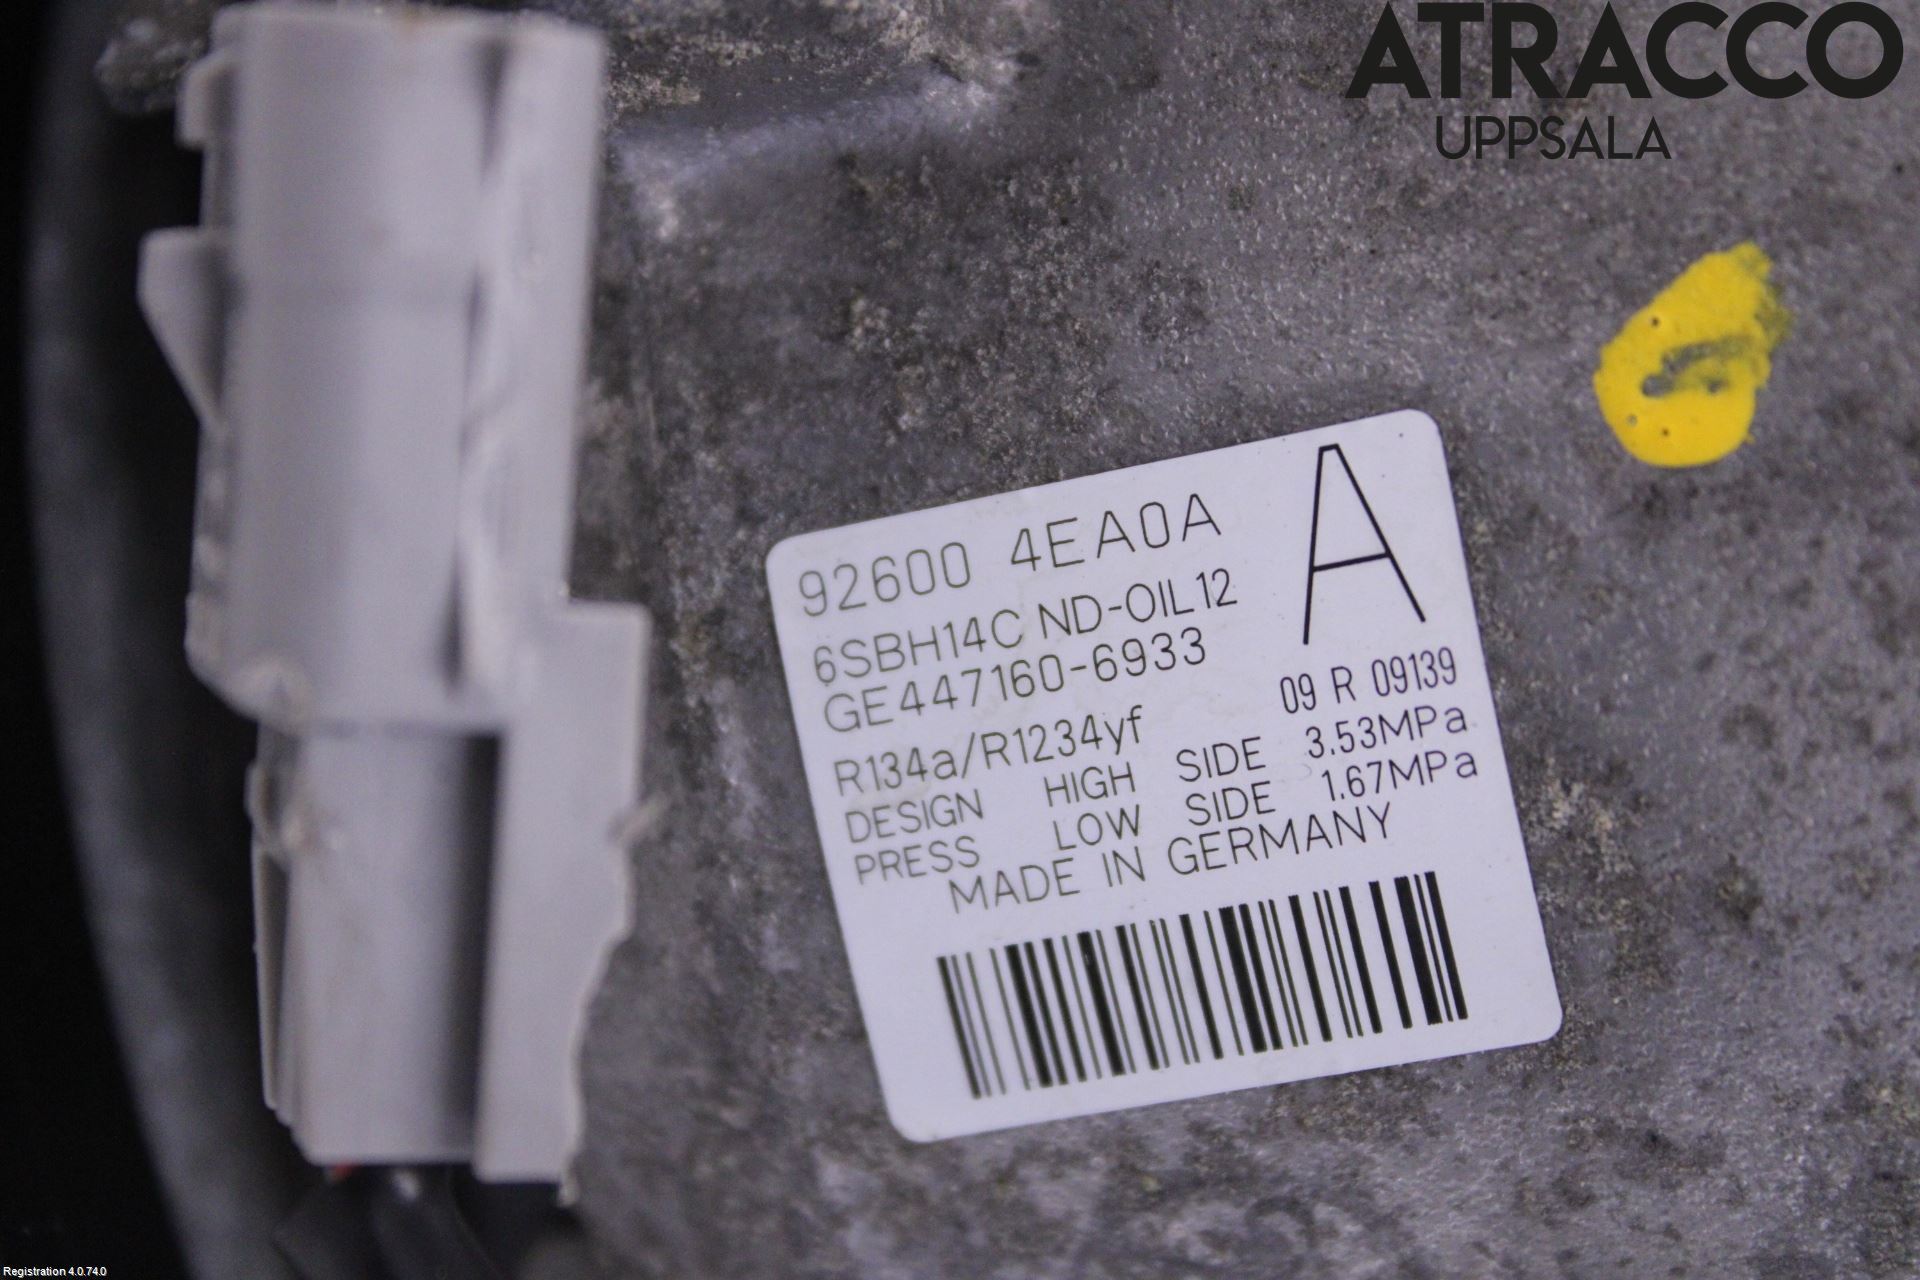 ATRACCO
UPPSALA
92600 4EA0A
A
6SBH14C ND-OIL12
GE447160-6933
09 R 09139
R134a/R1234yf
DESIGN HIGH SIDE 3.53MPa
PRESS LOW SIDE 1.67MPa
MADE IN GERMANY
Registration 4.0.74.0